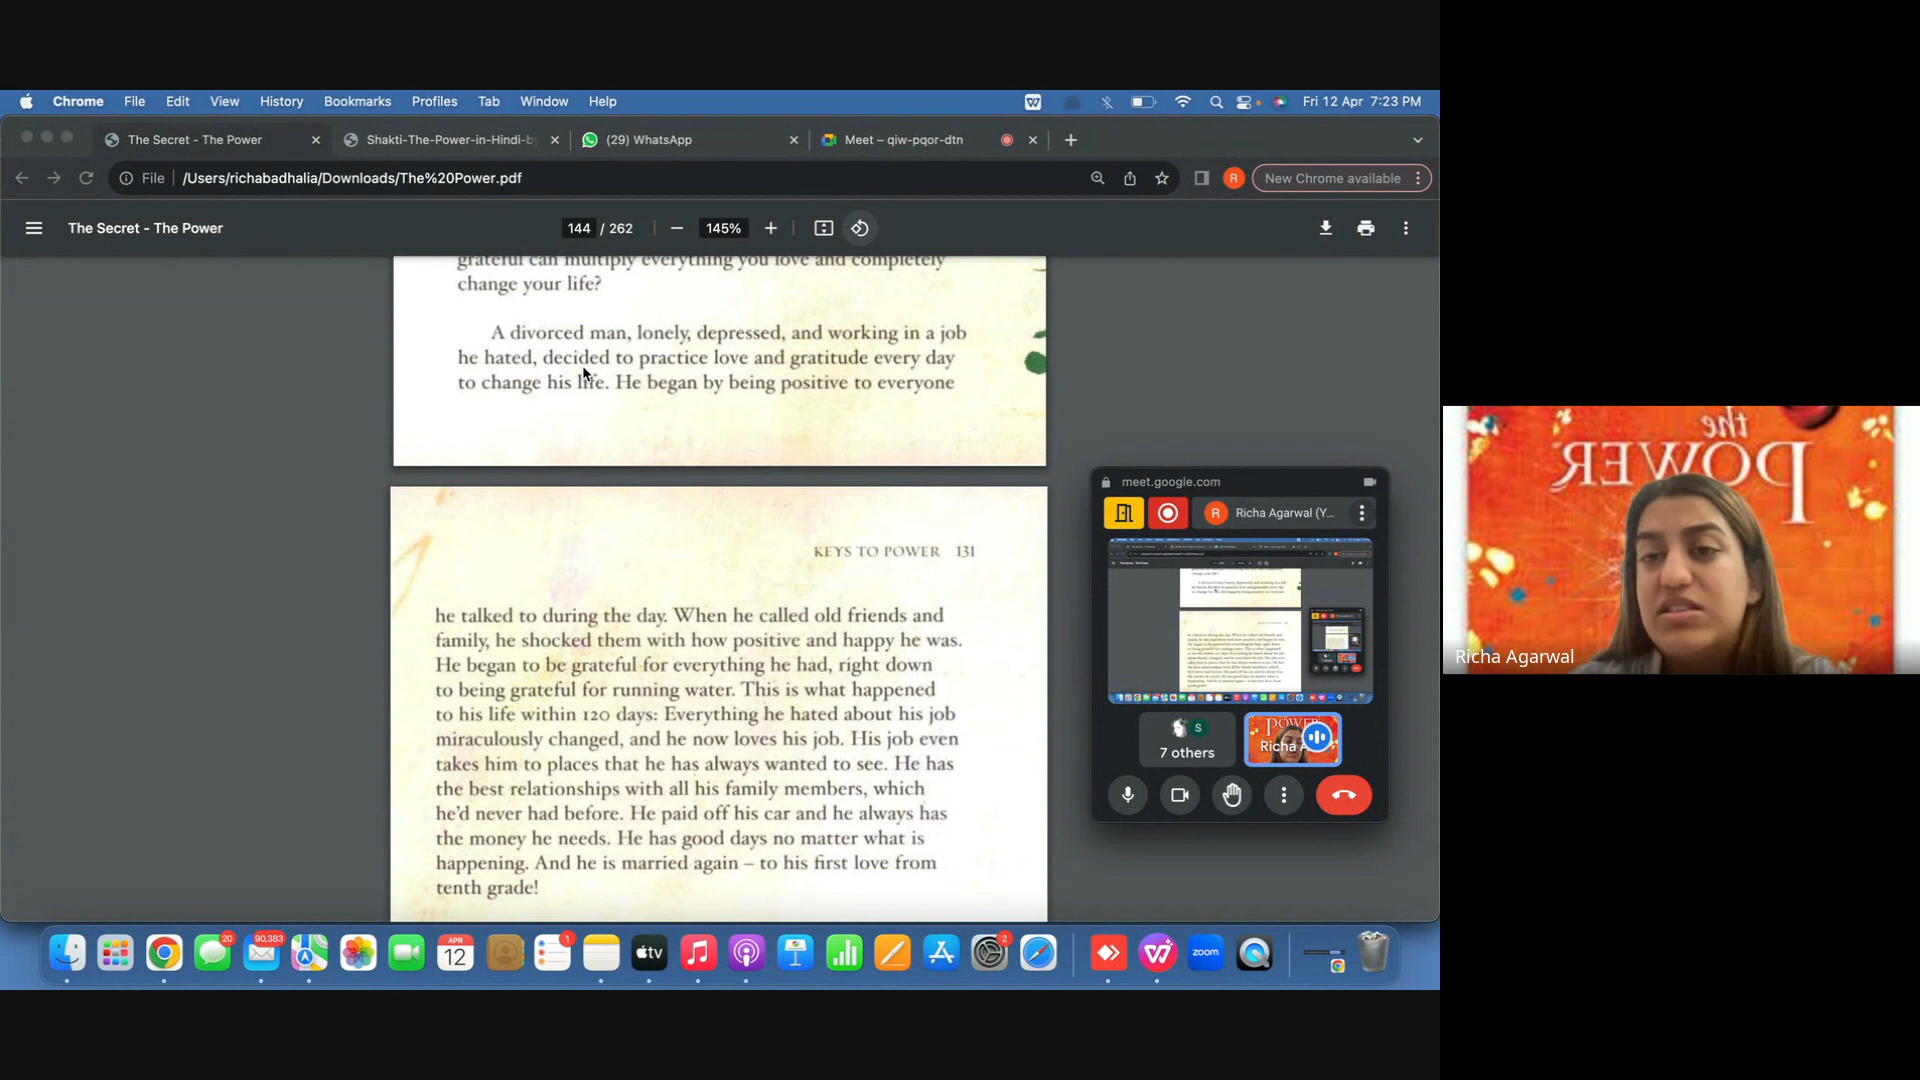 Chrome File Edit View History Bookmarks Profiles Tab Window Help
Fri 12 Apr 7:23 PM
The Secret - The Power
Shakti-The-Power-in-Hindi-by
(29) WhatsApp
Meet – qiw-pqor-dtn
File /Users/richabadhalia/Downloads/The%20Power.pdf
R
New Chrome available
The Secret - The Power
144 / 262
145%
grateful can multiply everything you love and completely
change your life?
A divorced man, lonely, depressed, and working in a job
he hated, decided to practice love and gratitude every day
to change his life. He began by being positive to everyone
KEYS TO POWER 131
he talked to during the day. When he called old friends and
family, he shocked them with how positive and happy he was.
He began to be grateful for everything he had, right down
to being grateful for running water. This is what happened
to his life within 120 days: Everything he hated about his job
miraculously changed, and he now loves his job. His job even
takes him to places that he has always wanted to see. He has
the best relationships with all his family members, which
he'd never had before. He paid off his car and he always has
the money he needs. He has good days no matter what is
happening. And he is married again – to his first love from
tenth grade!
meet.google.com
R
Richa Agarwal (Y...
S
7 others
POWER
Richa A
20
90,383
APR
12
1
tv
2
zoom
the
POWER
Richa Agarwal